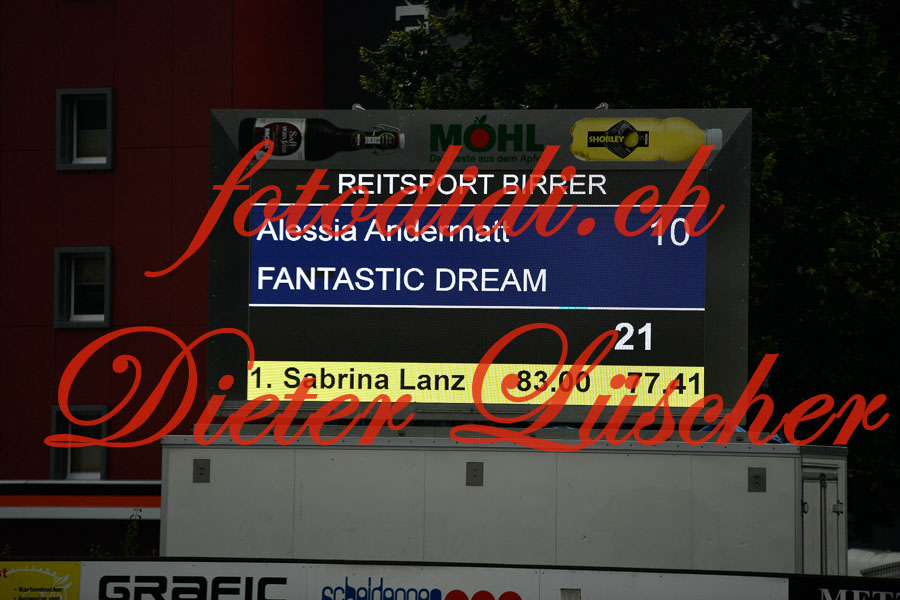 MÖHL
SHORLEY
REITSPORT BIRRER
fotodidi.ch
Alessia Andermatt 10
FANTASTIC DREAM
21
1. Sabrina Lanz 83.00 77.41
Dieter Lüscher
GRAFIC